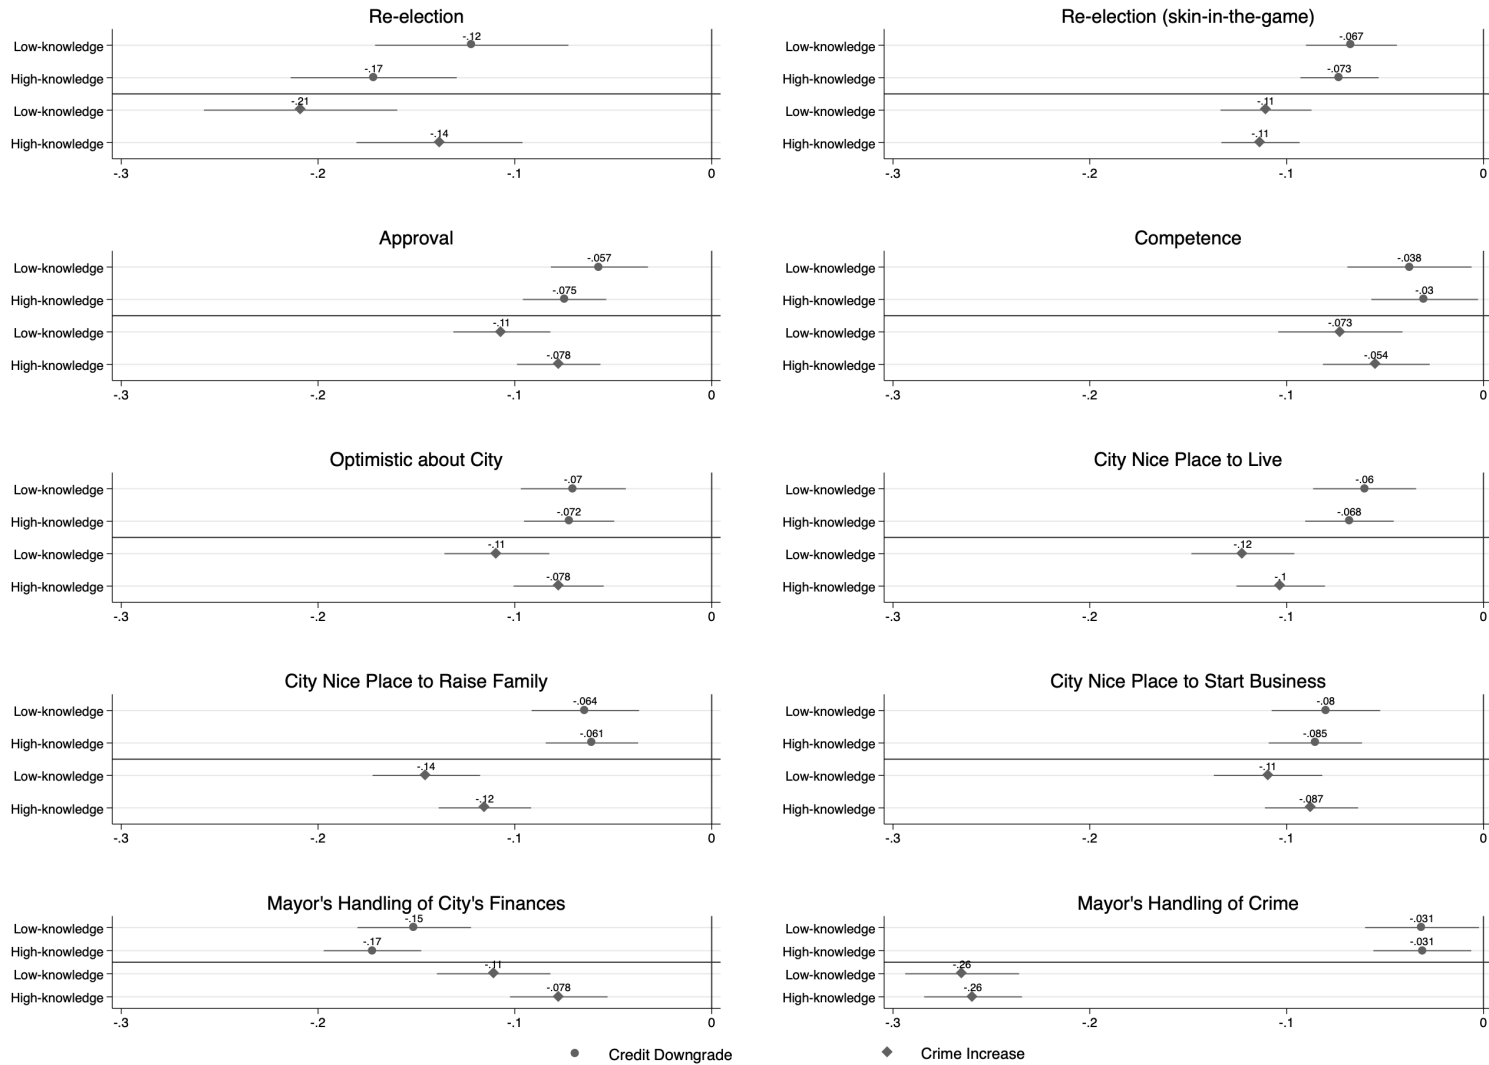 Re-election
Low-knowledge
-.12
High-knowledge
-.17
Low-knowledge
-.21
High-knowledge
-.14
-.3 -.2 -.1 0
Re-election (skin-in-the-game)
Low-knowledge
-.067
High-knowledge
-.073
Low-knowledge
-.11
High-knowledge
-.11
-.3 -.2 -.1 0
Approval
Low-knowledge
-.057
High-knowledge
-.075
Low-knowledge
-.11
High-knowledge
-.078
-.3 -.2 -.1 0
Competence
Low-knowledge
-.038
High-knowledge
-.03
Low-knowledge
-.073
High-knowledge
-.054
-.3 -.2 -.1 0
Optimistic about City
Low-knowledge
-.07
High-knowledge
-.072
Low-knowledge
-.11
High-knowledge
-.078
-.3 -.2 -.1 0
City Nice Place to Live
Low-knowledge
-.06
High-knowledge
-.068
Low-knowledge
-.12
High-knowledge
-.1
-.3 -.2 -.1 0
City Nice Place to Raise Family
Low-knowledge
-.064
High-knowledge
-.061
Low-knowledge
-.14
High-knowledge
-.12
-.3 -.2 -.1 0
City Nice Place to Start Business
Low-knowledge
-.08
High-knowledge
-.085
Low-knowledge
-.11
High-knowledge
-.087
-.3 -.2 -.1 0
Mayor's Handling of City's Finances
Low-knowledge
-.15
High-knowledge
-.17
Low-knowledge
-.11
High-knowledge
-.078
-.3 -.2 -.1 0
Mayor's Handling of Crime
Low-knowledge
-.031
High-knowledge
-.031
Low-knowledge
-.26
High-knowledge
-.26
-.3 -.2 -.1 0
Credit Downgrade
Crime Increase